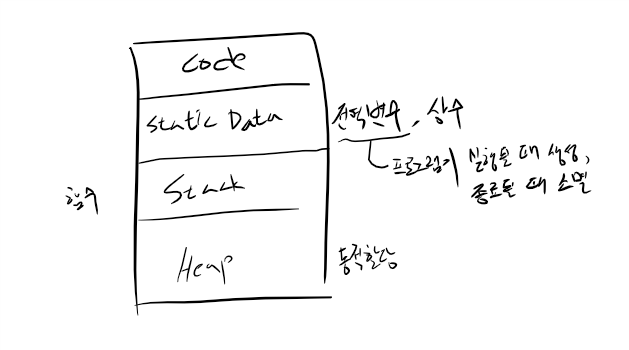 code
static Data
전역변수, 상수
프로그램이 실행될 때 생성,
종료될 때 소멸
Stack
함수
Heap
동적할당